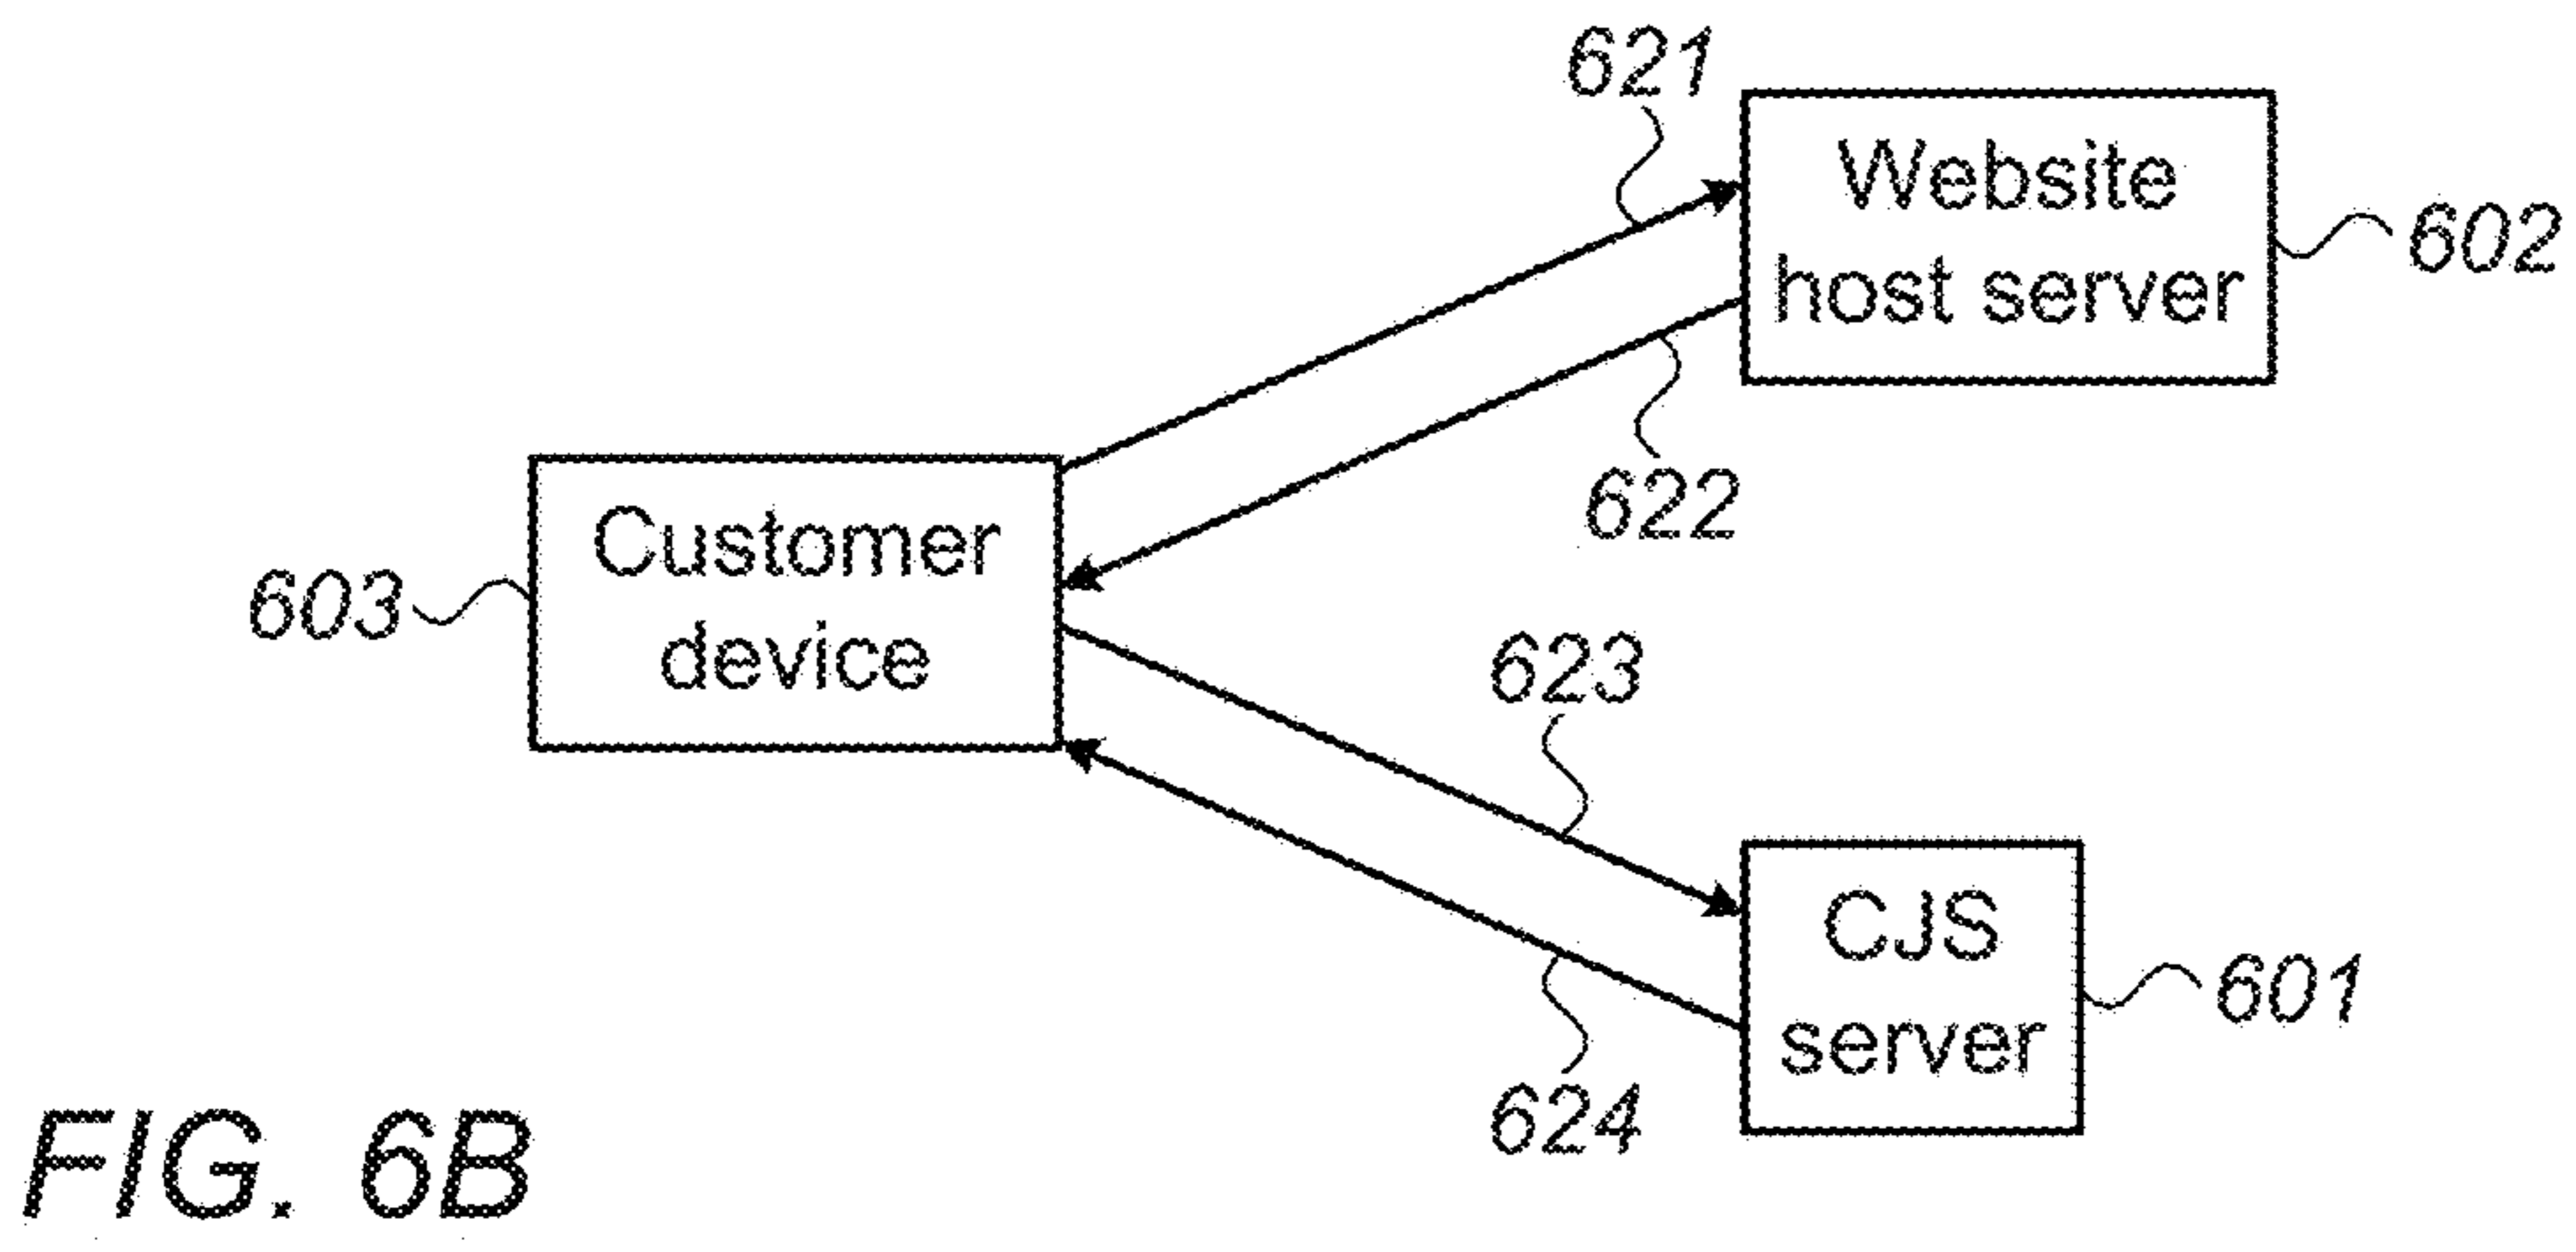 621
Website
host server
602
622
Customer
device
603
623
CJS
server
601
624
FIG. 6B